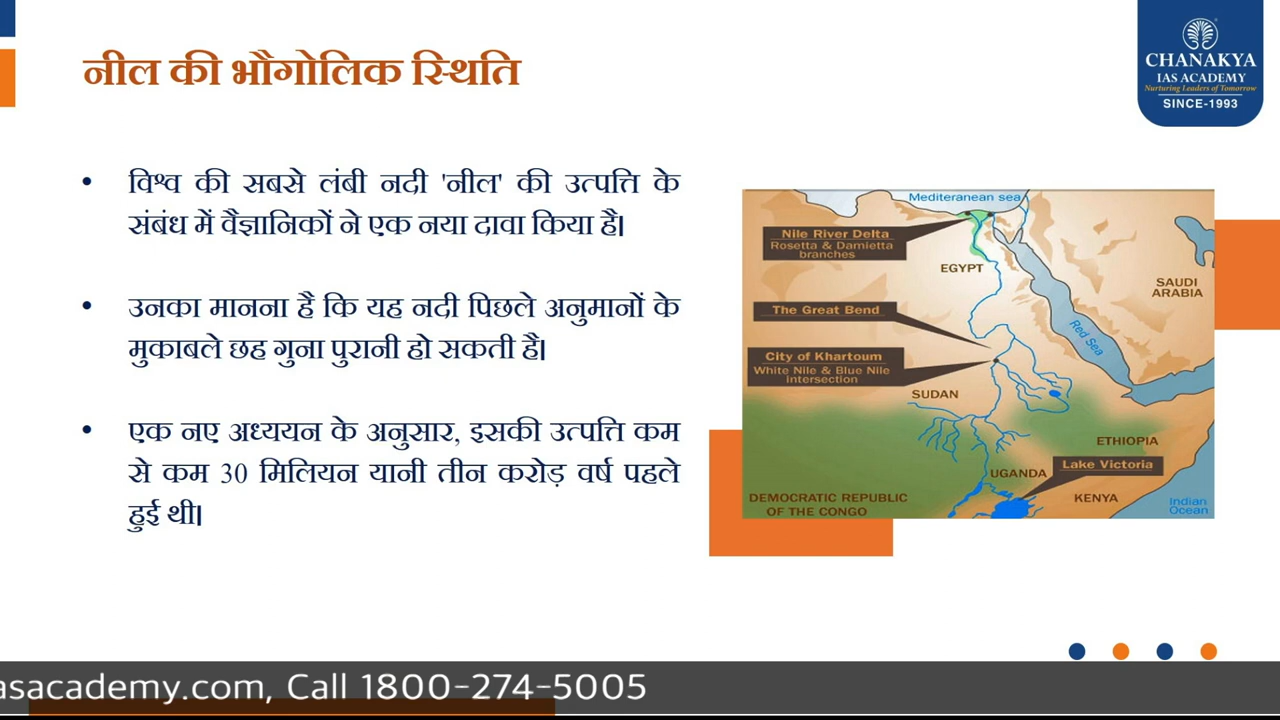 नील की भौगोलिक स्थिति
CHANAKYA
IAS ACADEMY
Nurturing Leaders of Tomorrow
SINCE-1993
• विश्व की सबसे लंबी नदी 'नील' की उत्पत्ति के
संबंध में वैज्ञानिकों ने एक नया दावा किया है।
• उनका मानना है कि यह नदी पिछले अनुमानों के
मुकाबले छह गुना पुरानी हो सकती है।
• एक नए अध्ययन के अनुसार, इसकी उत्पत्ति कम
से कम 30 मिलियन यानी तीन करोड़ वर्ष पहले
हुई थी।
Mediteranean sea
Nile River Delta
Rosetta & Damietta
branches
EGYPT
SAUDI
ARABIA
The Great Bend
Red Sea
City of Khartoum
White Nile & Blue Nile
intersection
SUDAN
ETHIOPIA
Lake Victoria
UGANDA
KENYA
DEMOCRATIC REPUBLIC
OF THE CONGO
Indian
Ocean
asacademy.com, Call 1800-274-5005